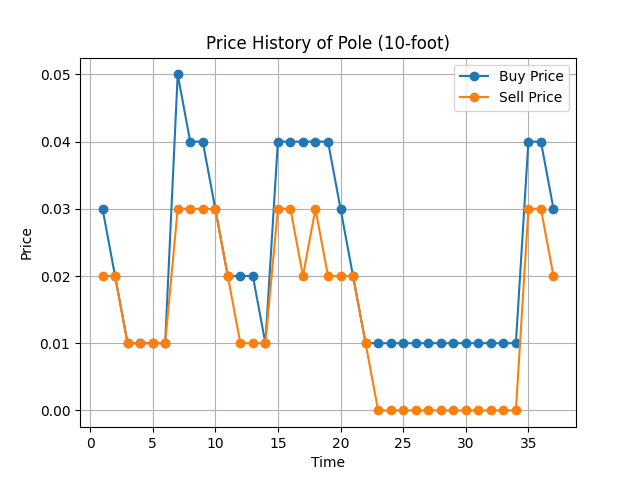 Price History of Pole (10-foot)
Buy Price
Sell Price
0.05
0.04
0.03
0.02
0.01
0.00
Price
0 5 10 15 20 25 30 35
Time